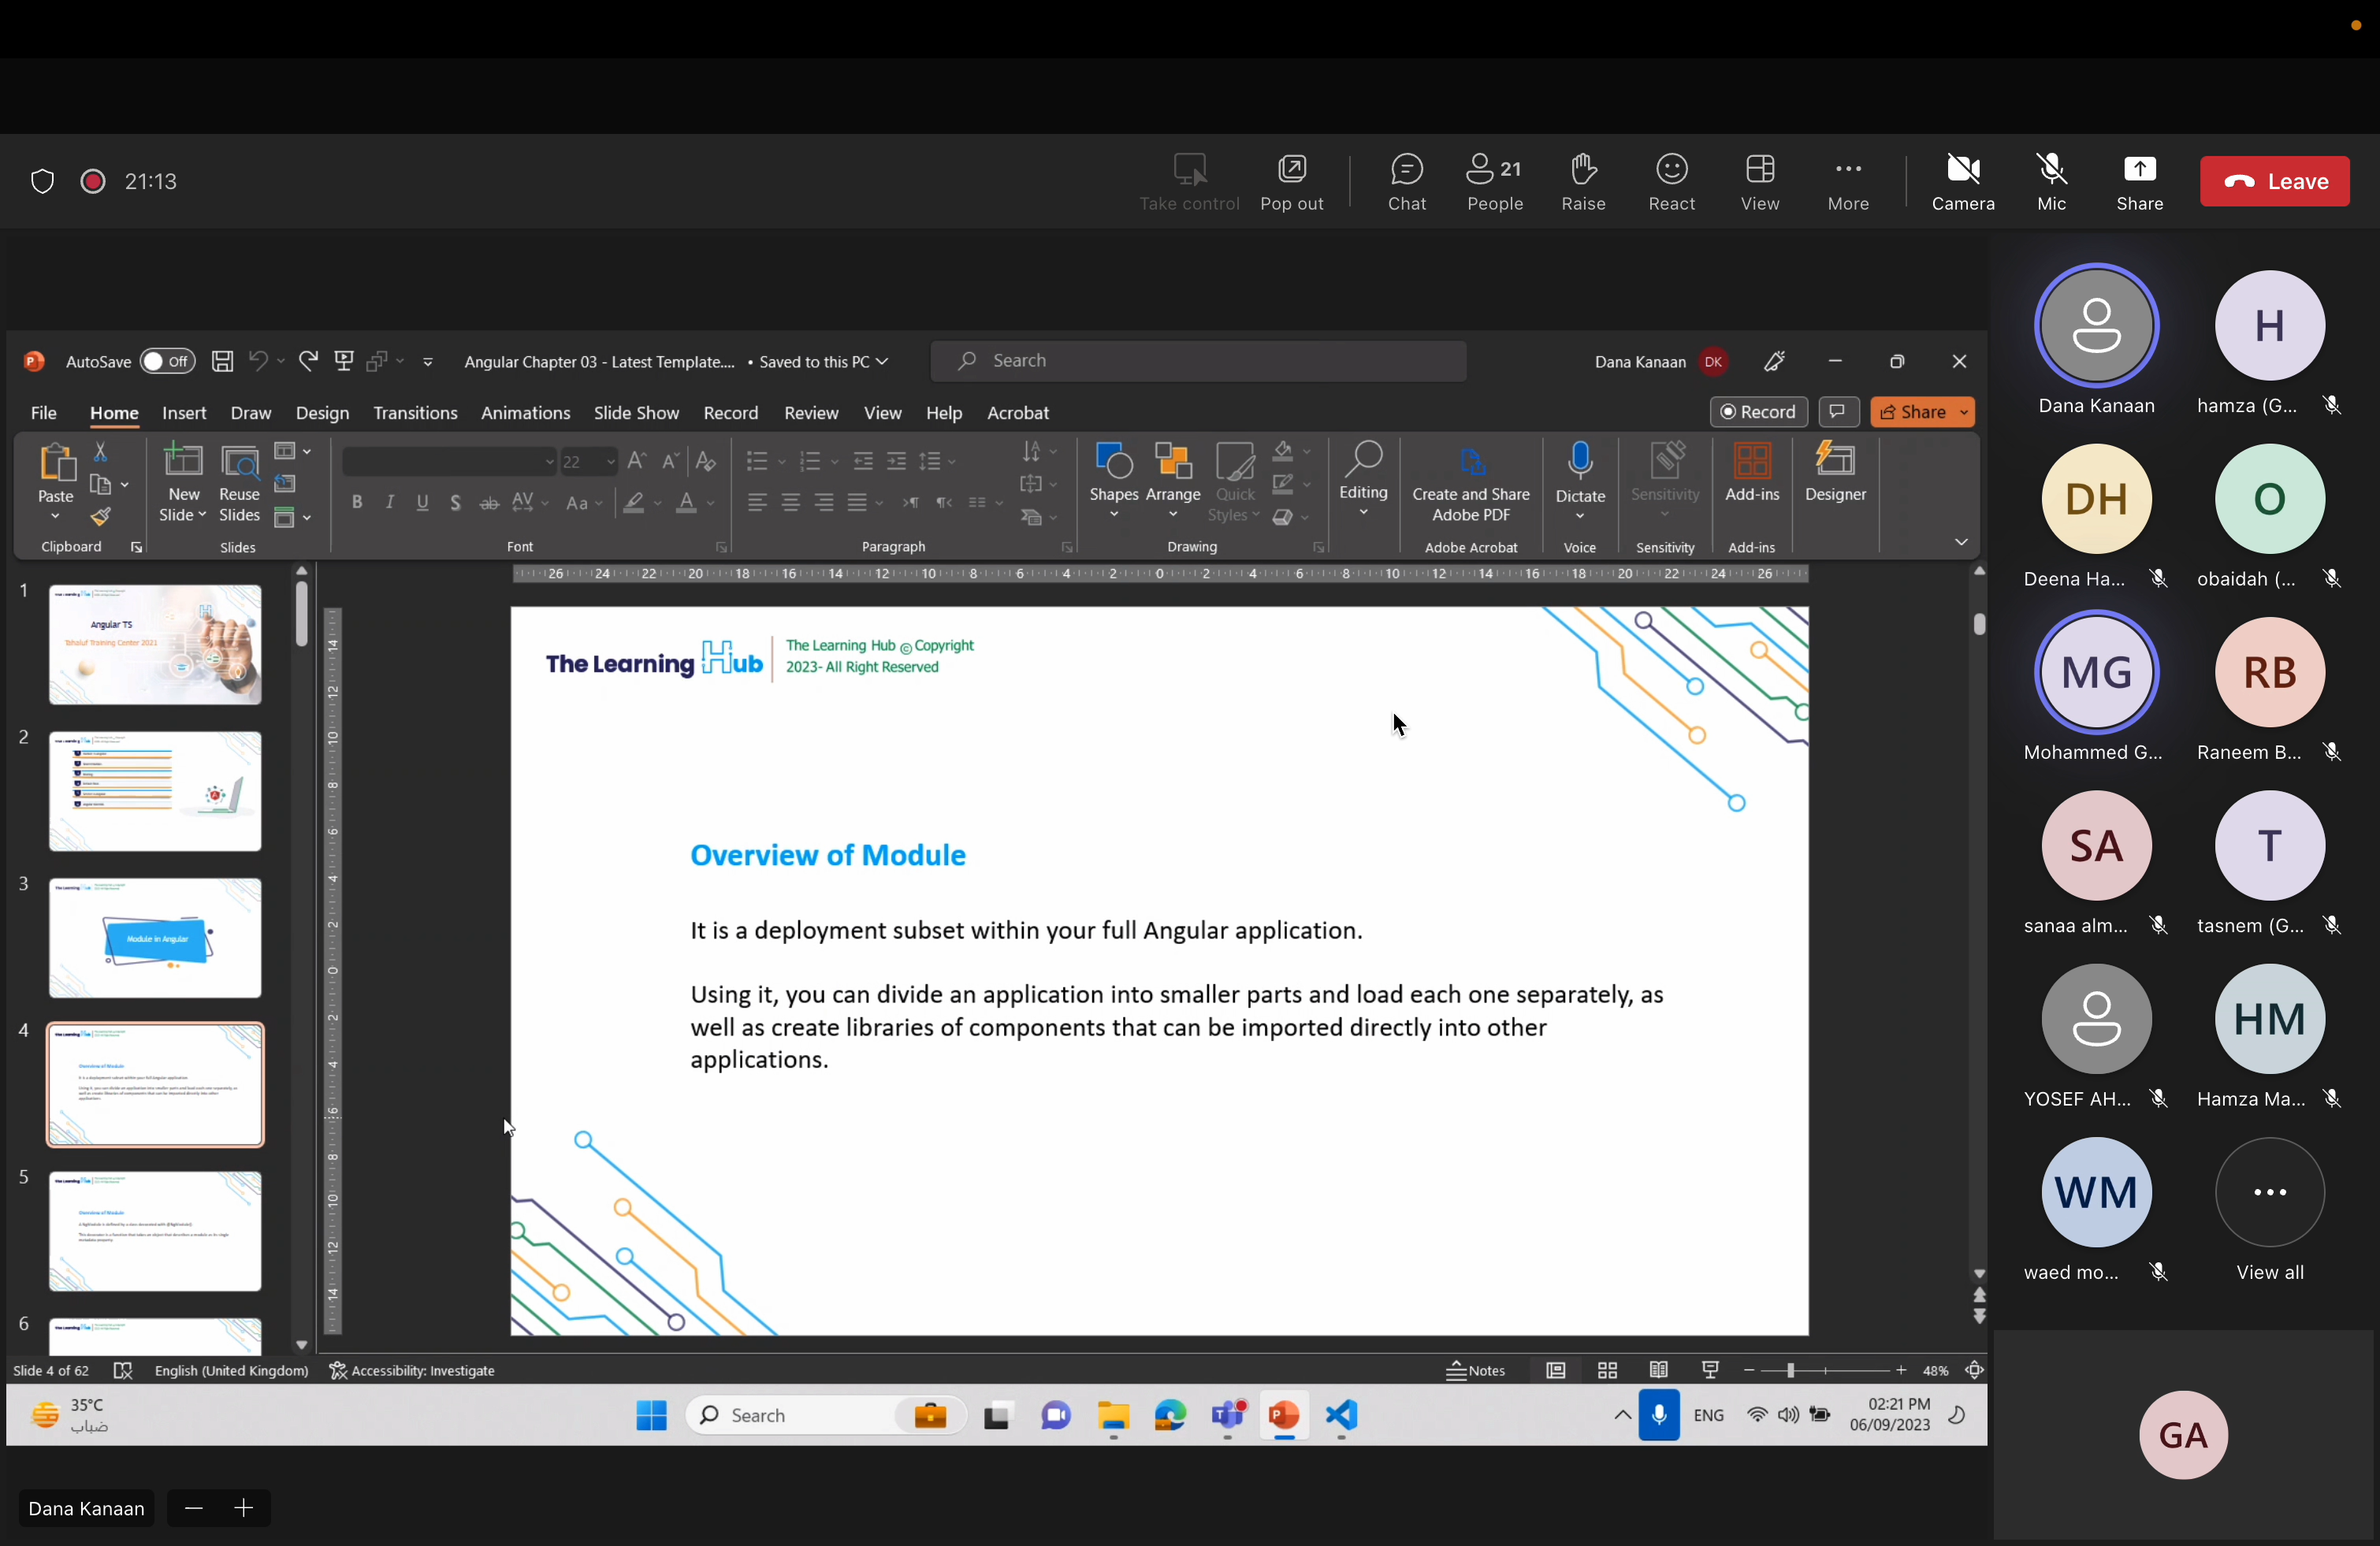 21:13
Take control
Pop out
Chat
21
People
Raise
React
View
More
Camera
Mic
Share
Leave
AutoSave
Off
Angular Chapter 03 - Latest Template.... • Saved to this PC
Search
Dana Kanaan
DK
File
Home
Insert
Draw
Design
Transitions
Animations
Slide Show
Record
Review
View
Help
Acrobat
Record
Share
Paste
Clipboard
New
Slide
Reuse
Slides
Slides
22
Font
Paragraph
Shapes
Arrange
Quick
Styles
Drawing
Editing
Create and Share
Adobe PDF
Adobe Acrobat
Dictate
Voice
Sensitivity
Sensitivity
Add-ins
Add-ins
Designer
1
Angular TS
Tahaluf Training Center 2021
2
3
Module in Angular
4
5
Overview of Module
6
The Learning Hub
The Learning Hub © Copyright
2023- All Right Reserved
Overview of Module
It is a deployment subset within your full Angular application.
Using it, you can divide an application into smaller parts and load each one separately, as
well as create libraries of components that can be imported directly into other
applications.
Slide 4 of 62
English (United Kingdom)
Accessibility: Investigate
Notes
48%
35°C
ضباب
Search
ENG
02:21 PM
06/09/2023
Dana Kanaan
Dana Kanaan
H
hamza (G...
DH
Deena Ha...
O
obaidah (...
MG
Mohammed G...
RB
Raneem B...
SA
sanaa alm...
T
tasnem (G...
YOSEF AH...
HM
Hamza Ma...
WM
waed mo...
View all
GA